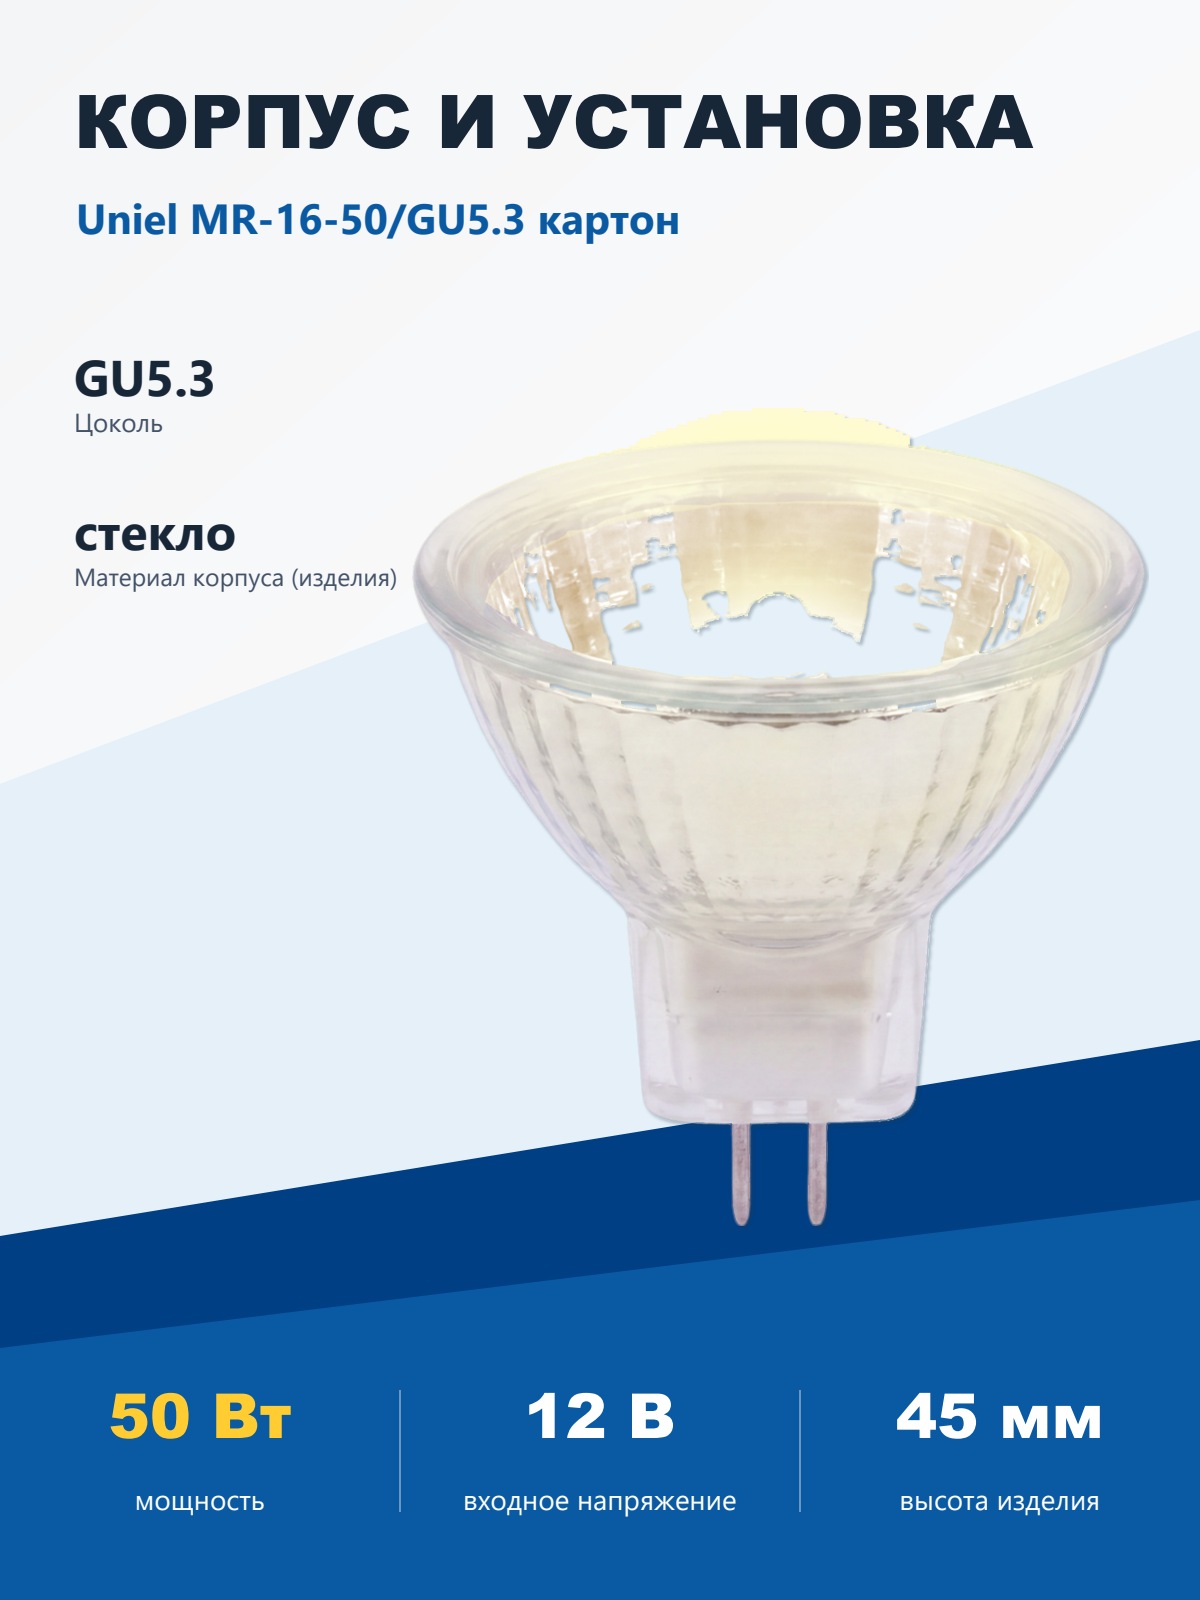 КОРПУС И УСТАНОВКА
Uniel MR-16-50/GU5.3 картон
GU5.3
Цоколь
стекло
Материал корпуса (изделия)
50 Вт
12 В
45 мм
мощность
входное напряжение
высота изделия